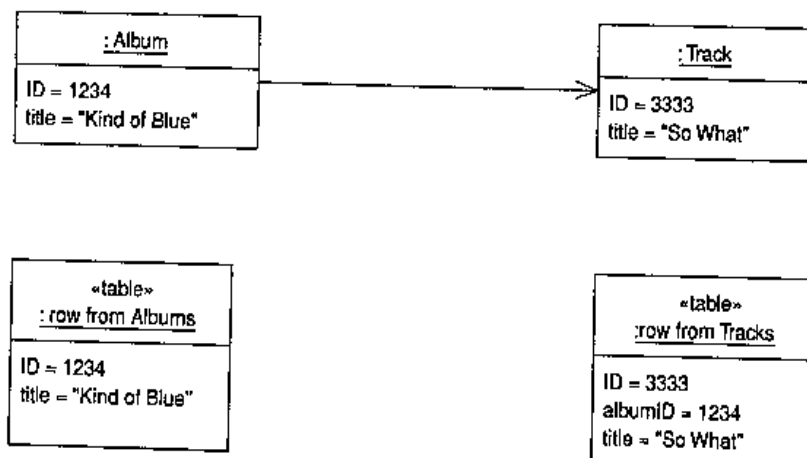 : Album
ID = 1234
title = "Kind of Blue"
: Track
ID = 3333
title = "So What"
«table»
: row from Albums
ID = 1234
title = "Kind of Blue"
«table»
:row from Tracks
ID = 3333
albumID = 1234
title = "So What"